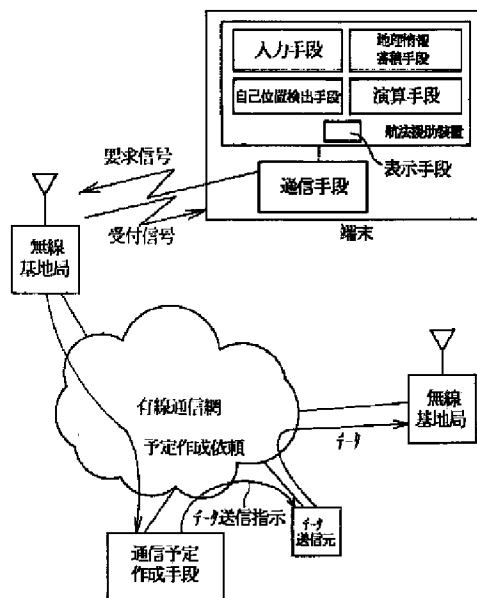 入力手段
地理情報
蓄積手段
自己位置検出手段
演算手段
航法援助装置
表示手段
通信手段
端末
要求信号
受付信号
無線
基地局
有線通信網
予定作成依頼
無線
基地局
データ
データ送信指示
データ
送信元
通信予定
作成手段